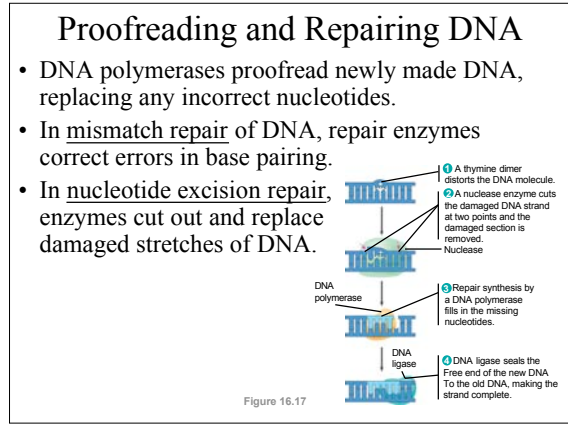 Proofreading and Repairing DNA
• DNA polymerases proofread newly made DNA,
replacing any incorrect nucleotides.
• In mismatch repair of DNA, repair enzymes
correct errors in base pairing.
• In nucleotide excision repair,
enzymes cut out and replace
damaged stretches of DNA.
1 A thymine dimer
distorts the DNA molecule.
2 A nuclease enzyme cuts
the damaged DNA strand
at two points and the
damaged section is
removed.
Nuclease
DNA
polymerase
3 Repair synthesis by
a DNA polymerase
fills in the missing
nucleotides.
DNA
ligase
4 DNA ligase seals the
Free end of the new DNA
To the old DNA, making the
strand complete.
Figure 16.17